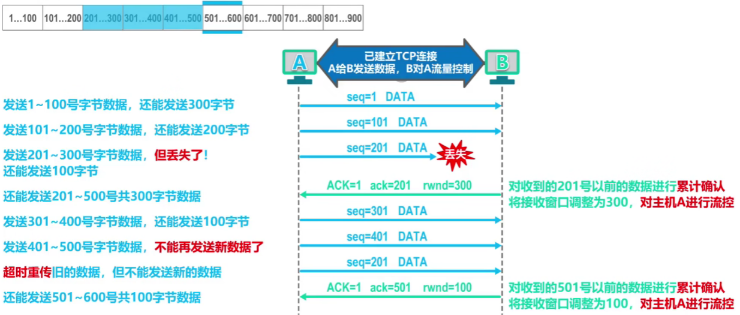 1...100 101...200 201...300 301...400 401...500 501...600 601...700 701...800 801...900
已建立TCP连接
A给B发送数据，B对A流量控制
A
B
发送1~100号字节数据，还能发送300字节
seq=1 DATA
发送101~200号字节数据，还能发送200字节
seq=101 DATA
发送201~300号字节数据，但丢失了！
还能发送100字节
seq=201 DATA
丢失
还能发送201~500号共300字节数据
ACK=1 ack=201 rwnd=300
对收到的201号以前的数据进行累计确认
将接收窗口调整为300，对主机A进行流控
发送301~400号字节数据，还能发送100字节
seq=301 DATA
发送401~500号字节数据，不能再发送新数据了
seq=401 DATA
超时重传旧的数据，但不能发送新的数据
seq=201 DATA
还能发送501~600号共100字节数据
ACK=1 ack=501 rwnd=100
对收到的501号以前的数据进行累计确认
将接收窗口调整为100，对主机A进行流控